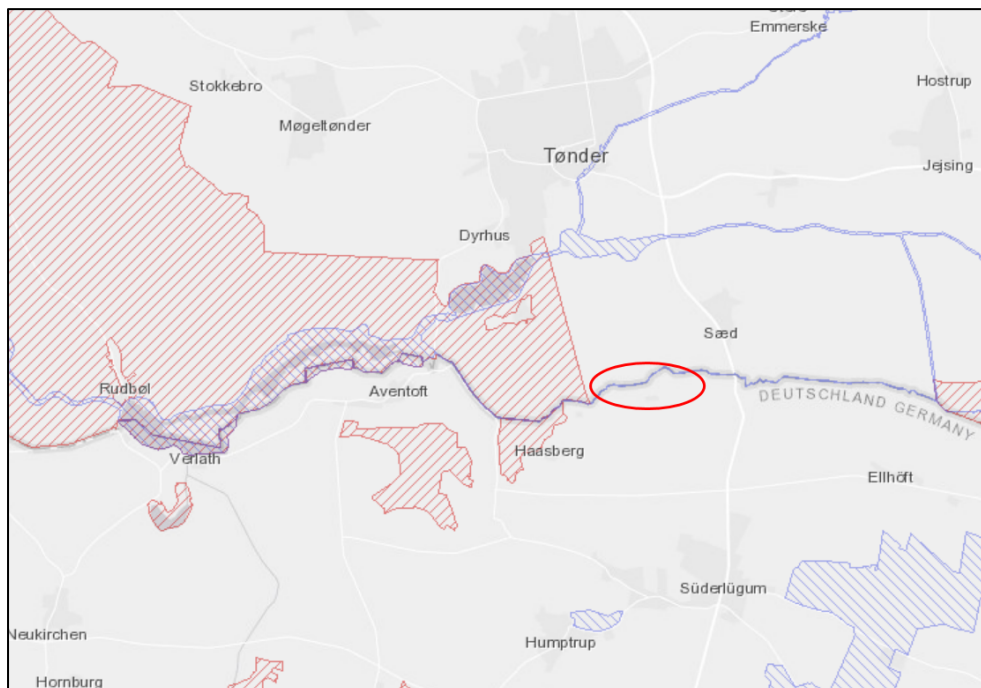 Emmerske
Stokkebro
Hostrup
Møgeltønder
Tønder
Jejsing
Dyrhus
Sæd
Rudbøl
Aventoft
DEUTSCHLAND GERMANY
Verlath
Haasberg
Ellhöft
Süderlügum
Neukirchen
Humptrup
Hornburg